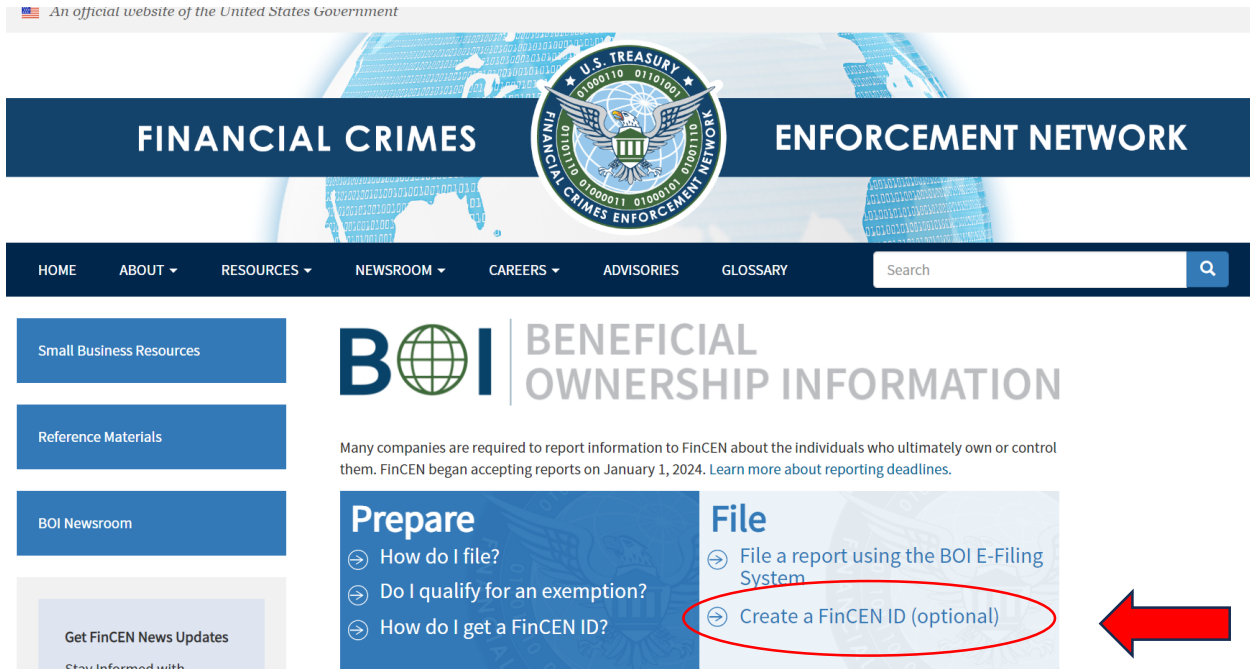 An official website of the United States Government
U.S. TREASURY
01000110 01101001
FINANCIAL CRIMES ENFORCEMENT NETWORK
FINANCIAL CRIMES
ENFORCEMENT NETWORK
HOME ABOUT RESOURCES NEWSROOM CAREERS ADVISORIES GLOSSARY Search
Small Business Resources
Reference Materials
BOI Newsroom
Get FinCEN News Updates
Stay Informed with
BOI
BENEFICIAL
OWNERSHIP INFORMATION
Many companies are required to report information to FinCEN about the individuals who ultimately own or control
them. FinCEN began accepting reports on January 1, 2024. Learn more about reporting deadlines.
Prepare
How do I file?
Do I qualify for an exemption?
How do I get a FinCEN ID?
File
File a report using the BOI E-Filing
System
Create a FinCEN ID (optional)